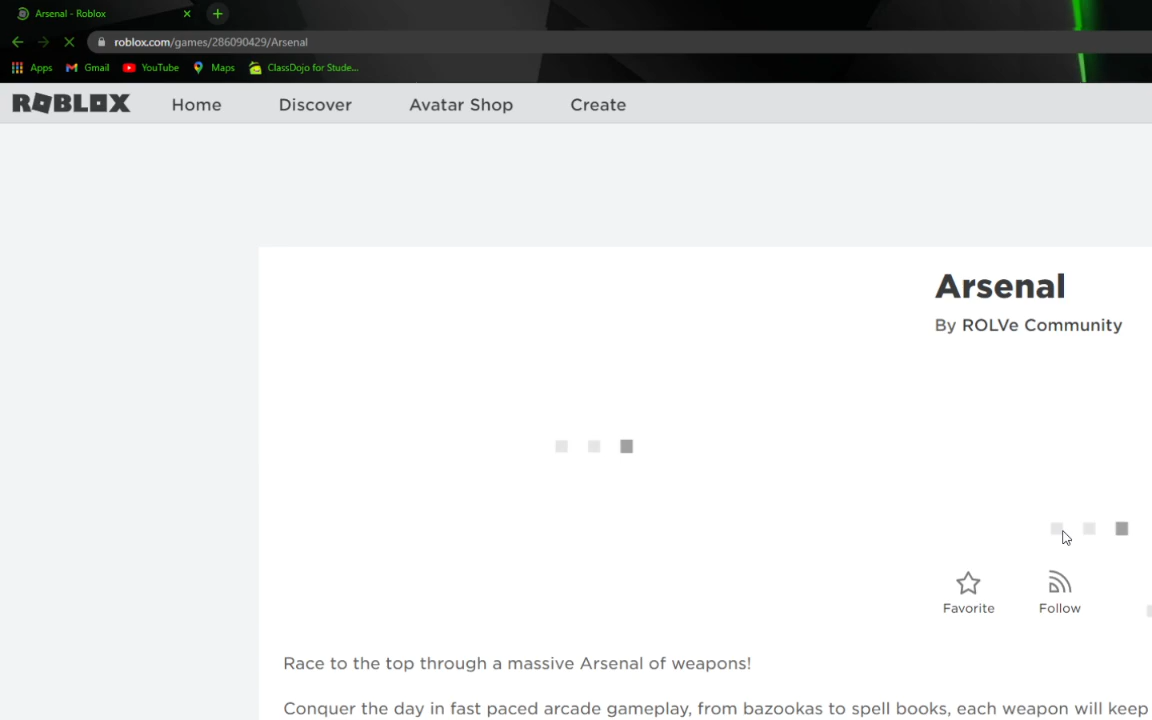 Arsenal - Roblox
roblox.com/games/286090429/Arsenal
Apps Gmail YouTube Maps ClassDojo for Stude...
ROBLOX Home Discover Avatar Shop Create
Arsenal
By ROLVe Community
Favorite Follow
Race to the top through a massive Arsenal of weapons!
Conquer the day in fast paced arcade gameplay, from bazookas to spell books, each weapon will keep